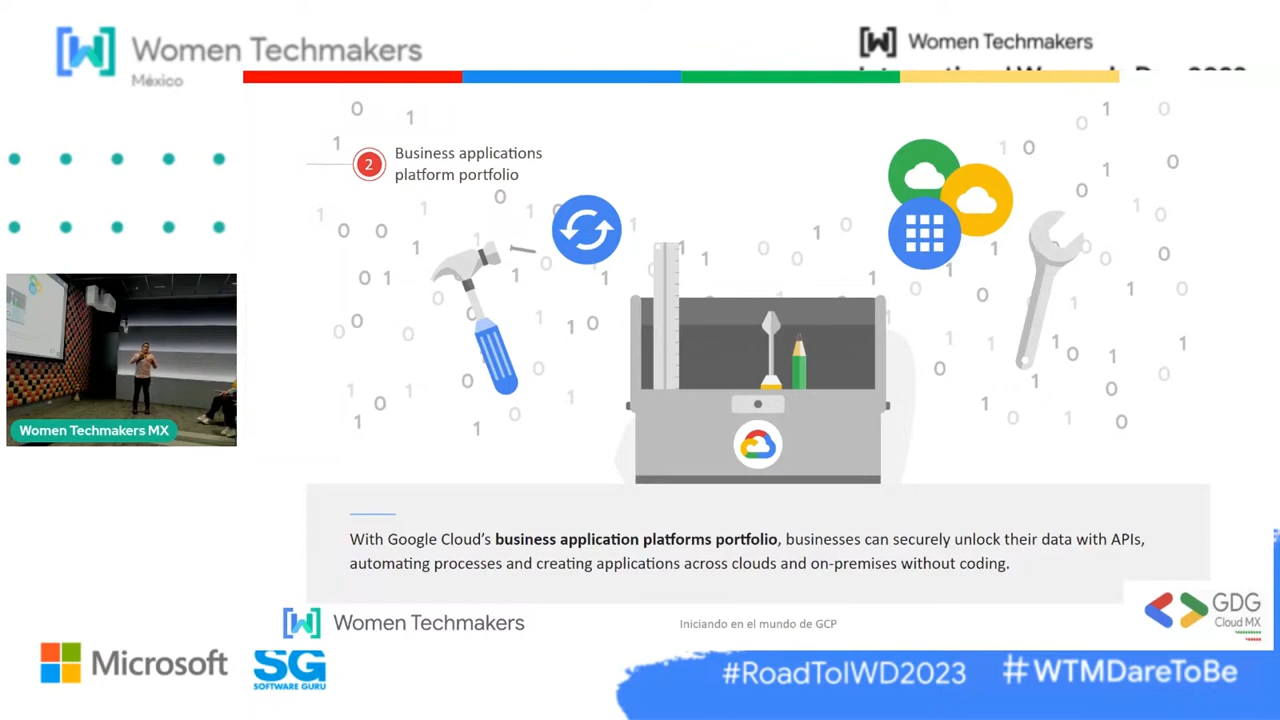 Women Techmakers
México
Women Techmakers
2
Business applications
platform portfolio
Women Techmakers MX
With Google Cloud’s business application platforms portfolio, businesses can securely unlock their data with APIs,
automating processes and creating applications across clouds and on-premises without coding.
Women Techmakers
Iniciando en el mundo de GCP
GDG
Cloud MX
Microsoft
SG
SOFTWARE GURU
#RoadToIWD2023
#WTMDareToBe